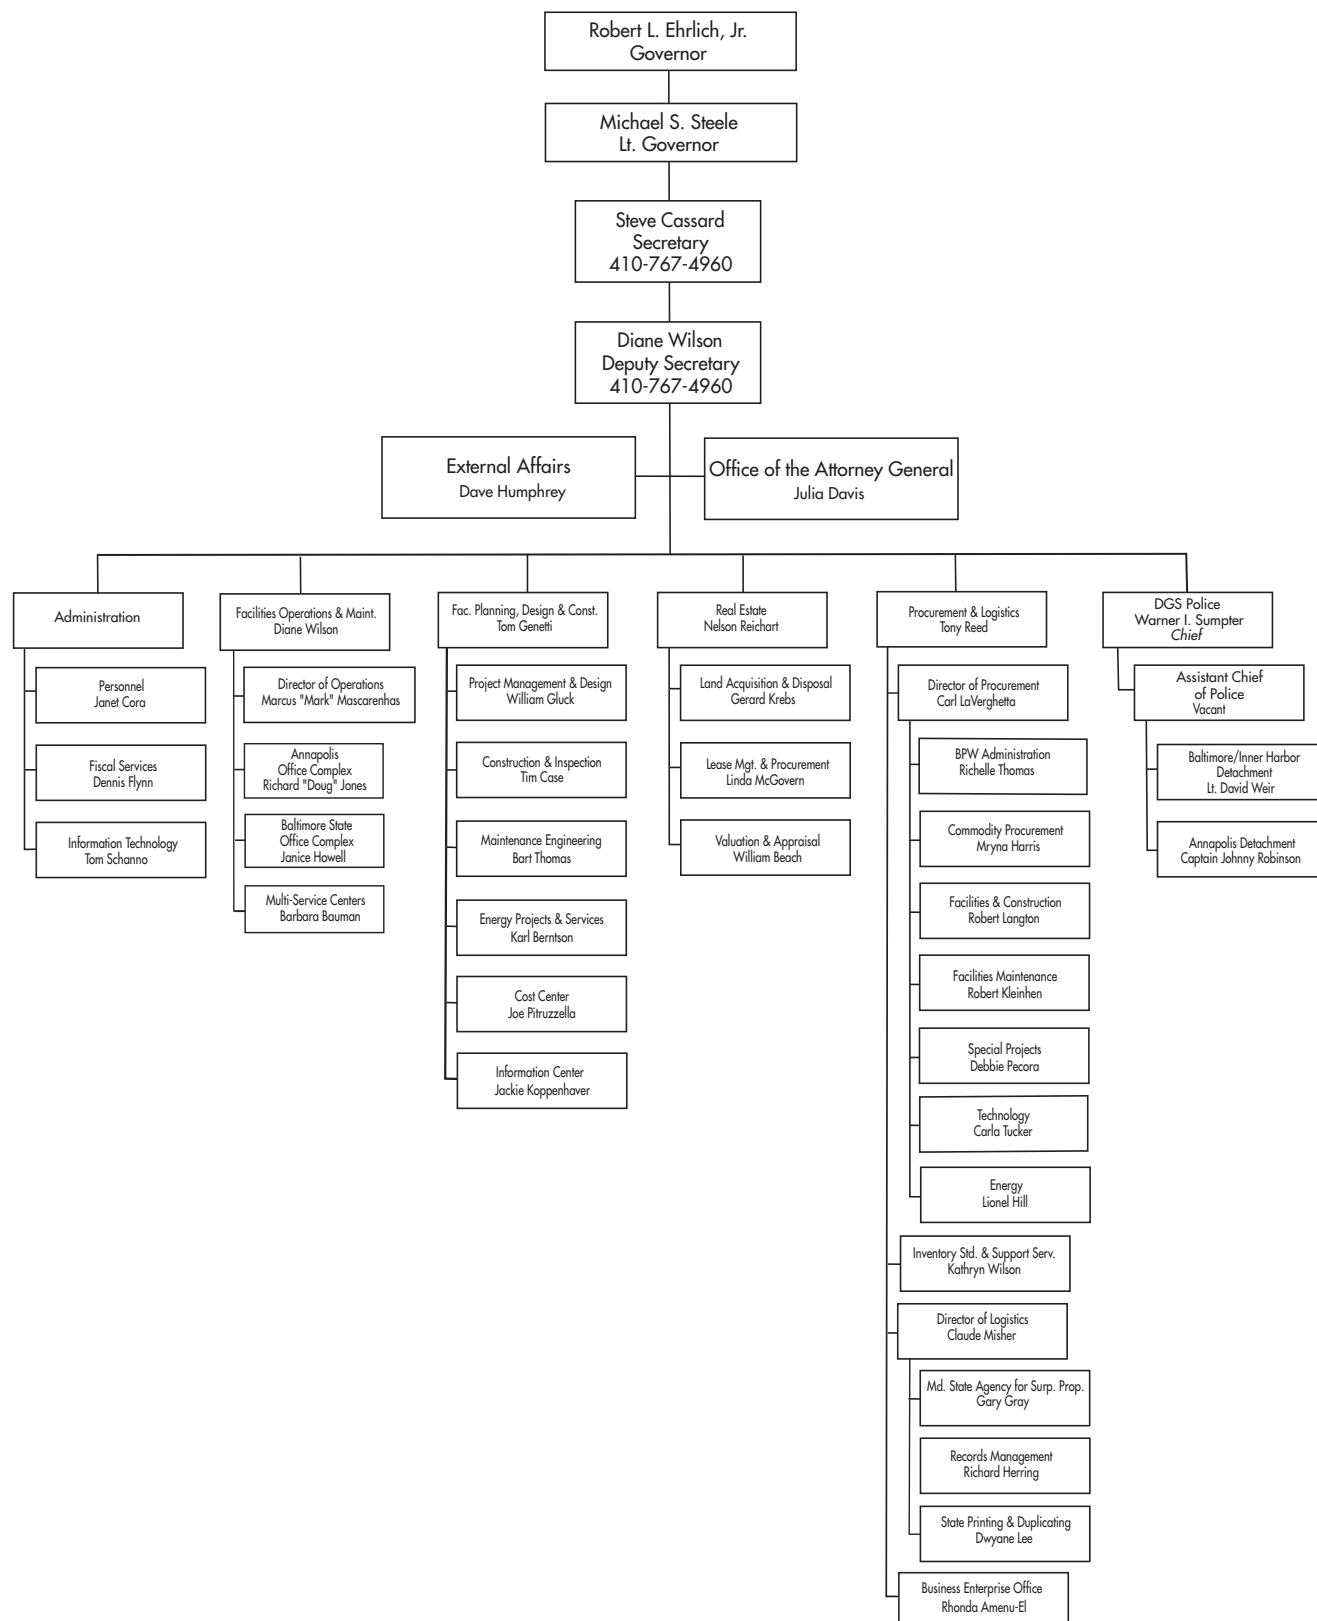 Robert L. Ehrlich, Jr.
Governor
Michael S. Steele
Lt. Governor
Steve Cassard
Secretary
410-767-4960
Diane Wilson
Deputy Secretary
410-767-4960
External Affairs
Dave Humphrey
Office of the Attorney General
Julia Davis
Administration
Personnel
Janet Cora
Fiscal Services
Dennis Flynn
Information Technology
Tom Schanno
Facilities Operations & Maint.
Diane Wilson
Director of Operations
Marcus "Mark" Mascarenhas
Annapolis
Office Complex
Richard "Doug" Jones
Baltimore State
Office Complex
Janice Howell
Multi-Service Centers
Barbara Bauman
Fac. Planning, Design & Const.
Tom Genetti
Project Management & Design
William Gluck
Construction & Inspection
Tim Case
Maintenance Engineering
Bart Thomas
Energy Projects & Services
Karl Berntson
Cost Center
Joe Pitruzzella
Information Center
Jackie Koppenhaver
Real Estate
Nelson Reichart
Land Acquisition & Disposal
Gerard Krebs
Lease Mgt. & Procurement
Linda McGovern
Valuation & Appraisal
William Beach
Procurement & Logistics
Tony Reed
Director of Procurement
Carl LaVerghetta
BPW Administration
Richelle Thomas
Commodity Procurement
Mryna Harris
Facilities & Construction
Robert Langton
Facilities Maintenance
Robert Kleinhen
Special Projects
Debbie Pecora
Technology
Carla Tucker
Energy
Lionel Hill
Inventory Std. & Support Serv.
Kathryn Wilson
Director of Logistics
Claude Misher
Md. State Agency for Surp. Prop.
Gary Gray
Records Management
Richard Herring
State Printing & Duplicating
Dwyane Lee
Business Enterprise Office
Rhonda Amenu-El
DGS Police
Warner I. Sumpter
Chief
Assistant Chief
of Police
Vacant
Baltimore/Inner Harbor
Detachment
Lt. David Weir
Annapolis Detachment
Captain Johnny Robinson